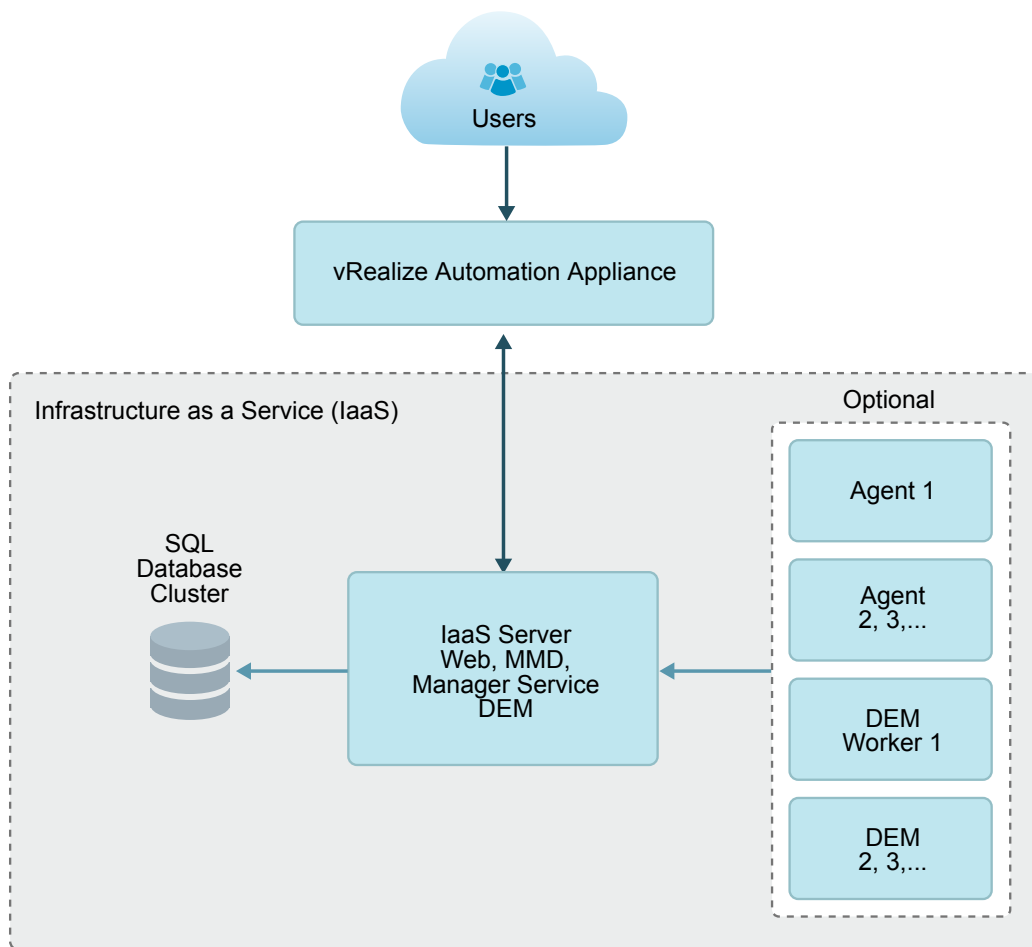 Users
vRealize Automation Appliance
Infrastructure as a Service (IaaS)
Optional
Agent 1
Agent
2, 3,...
DEM
Worker 1
DEM
2, 3,...
SQL
Database
Cluster
IaaS Server
Web, MMD,
Manager Service
DEM